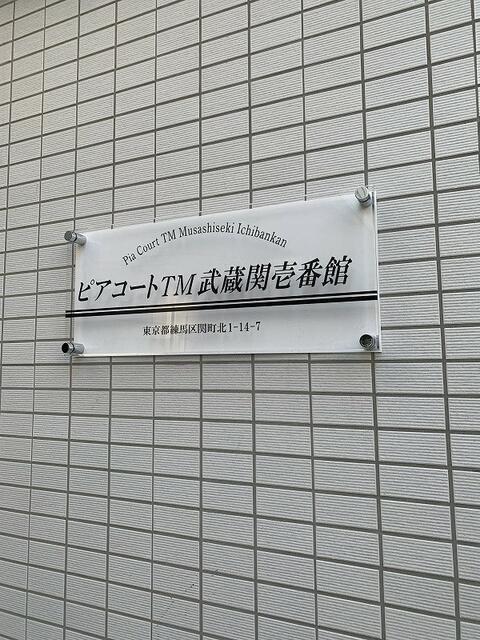 Pia Court TM Musashiseki Ichibankan
ピアコートTM武蔵関壱番館
東京都練馬区関町北1-14-7